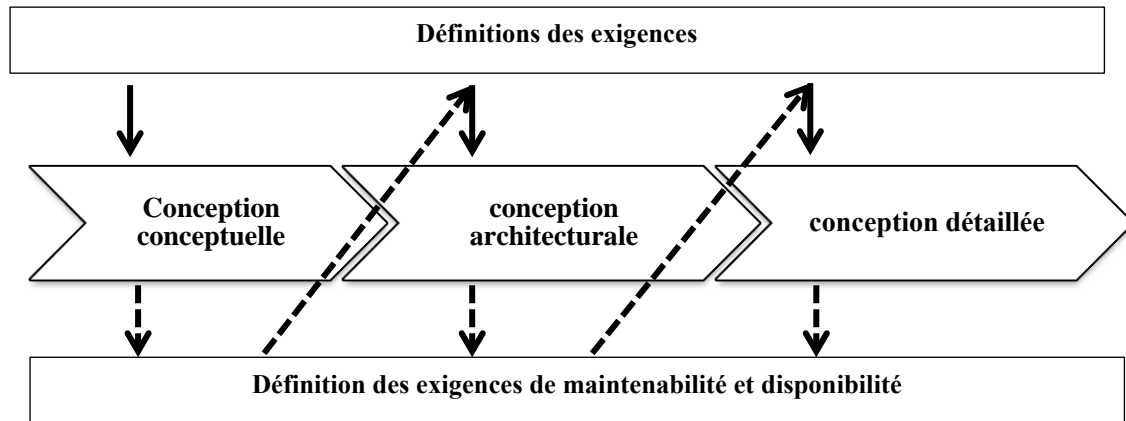 Définitions des exigences
Conception
conceptuelle
conception
architecturale
conception détaillée
Définition des exigences de maintenabilité et disponibilité